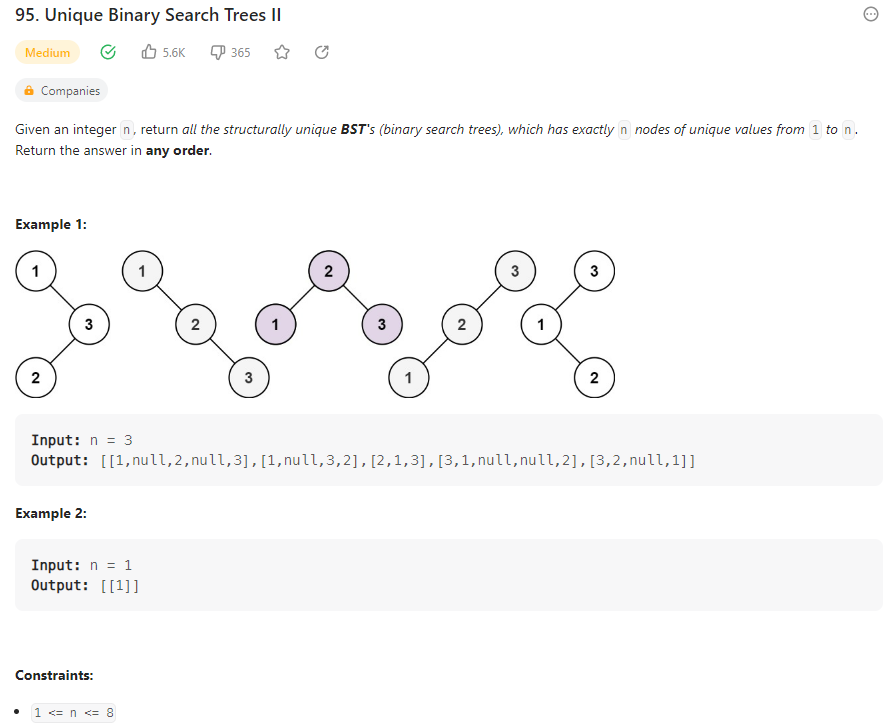 95. Unique Binary Search Trees II
Medium 5.6K 365
Companies
Given an integer n, return all the structurally unique BST's (binary search trees), which has exactly n nodes of unique values from 1 to n.
Return the answer in any order.
Example 1:
1 1 2 3 3
3 2 1 3 2 1
2 3 1 2
Input: n = 3
Output: [[1,null,2,null,3],[1,null,3,2],[2,1,3],[3,1,null,null,2],[3,2,null,1]]
Example 2:
Input: n = 1
Output: [[1]]
Constraints:
1 <= n <= 8